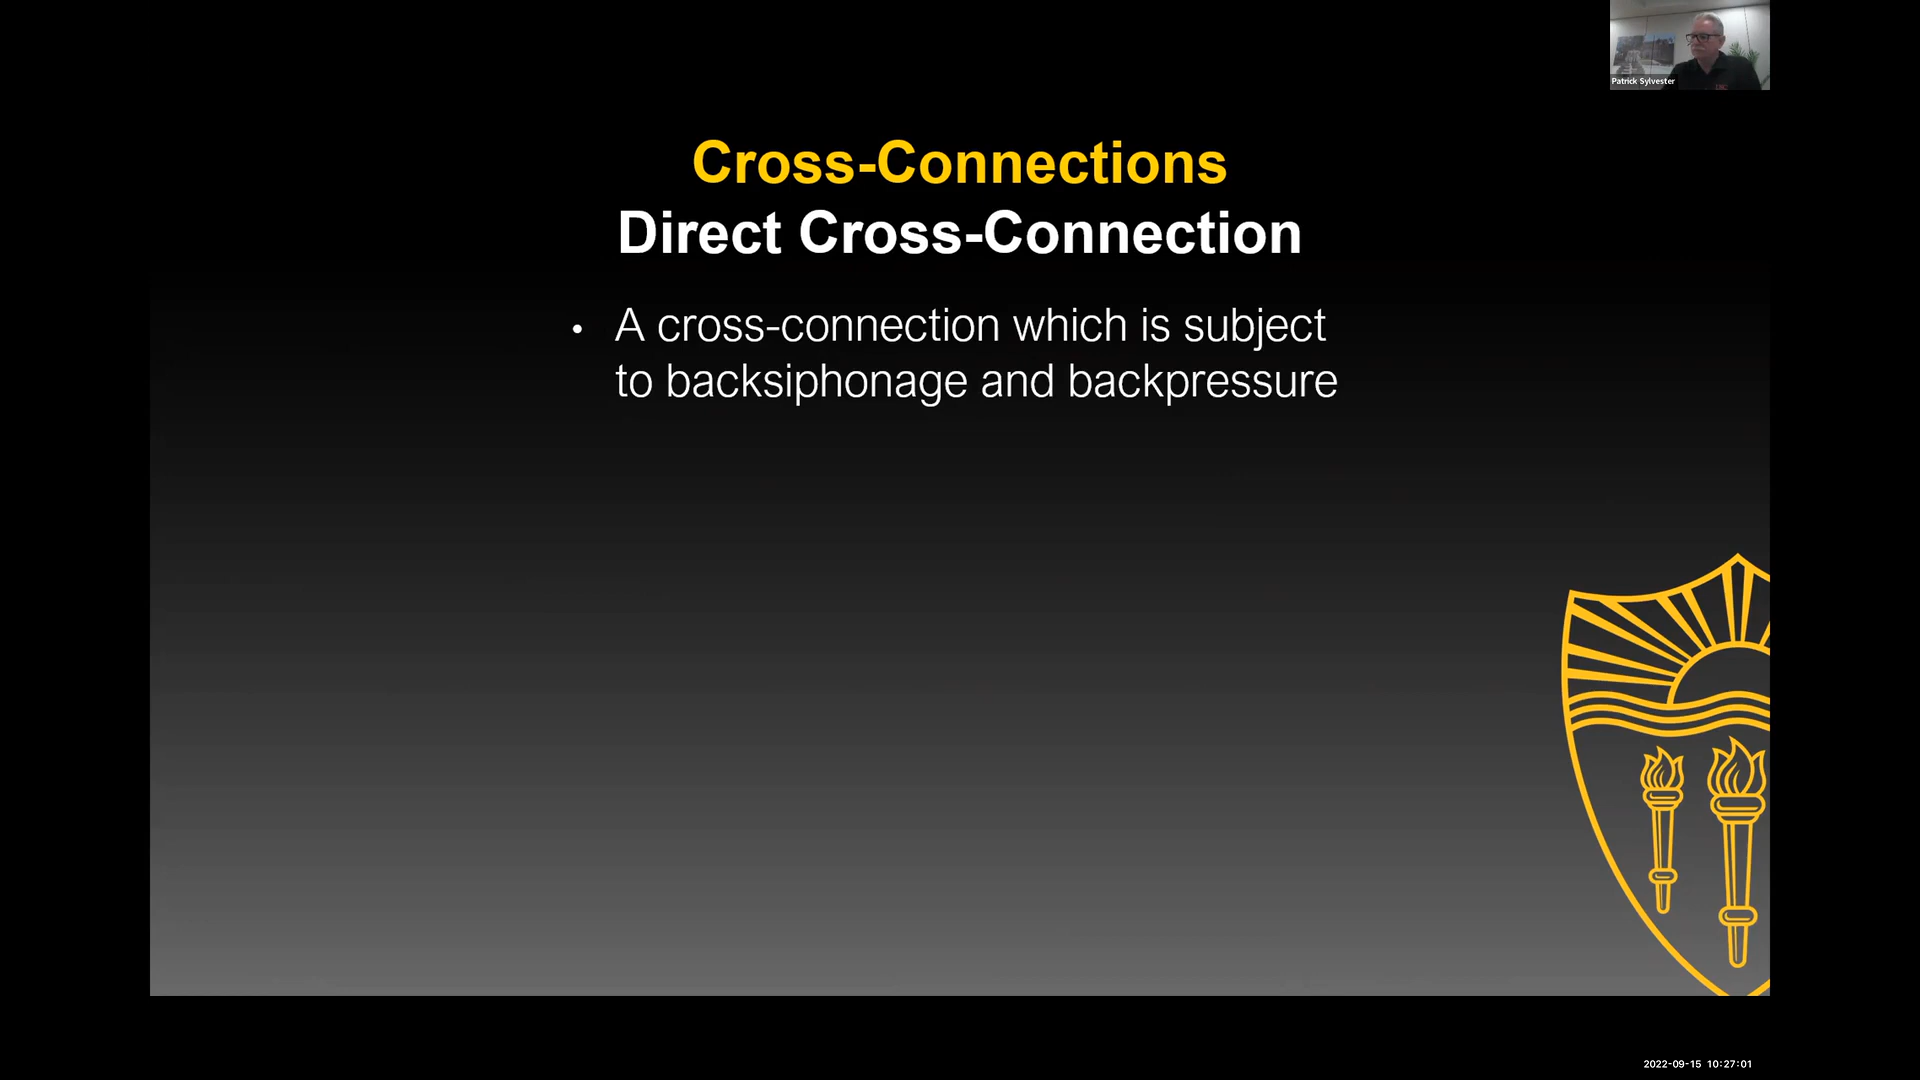 Patrick Sylvester
Cross-Connections
Direct Cross-Connection
• A cross-connection which is subject
to backsiphonage and backpressure
2022-09-15 10:27:01